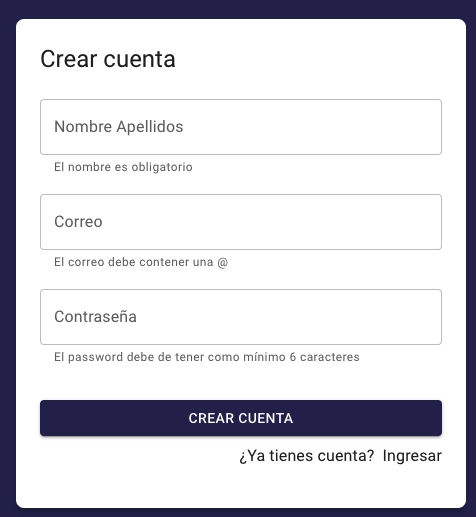 Crear cuenta
Nombre Apellidos
El nombre es obligatorio
Correo
El correo debe contener una @
Contraseña
El password debe de tener como mínimo 6 caracteres
CREAR CUENTA
¿Ya tienes cuenta? Ingresar